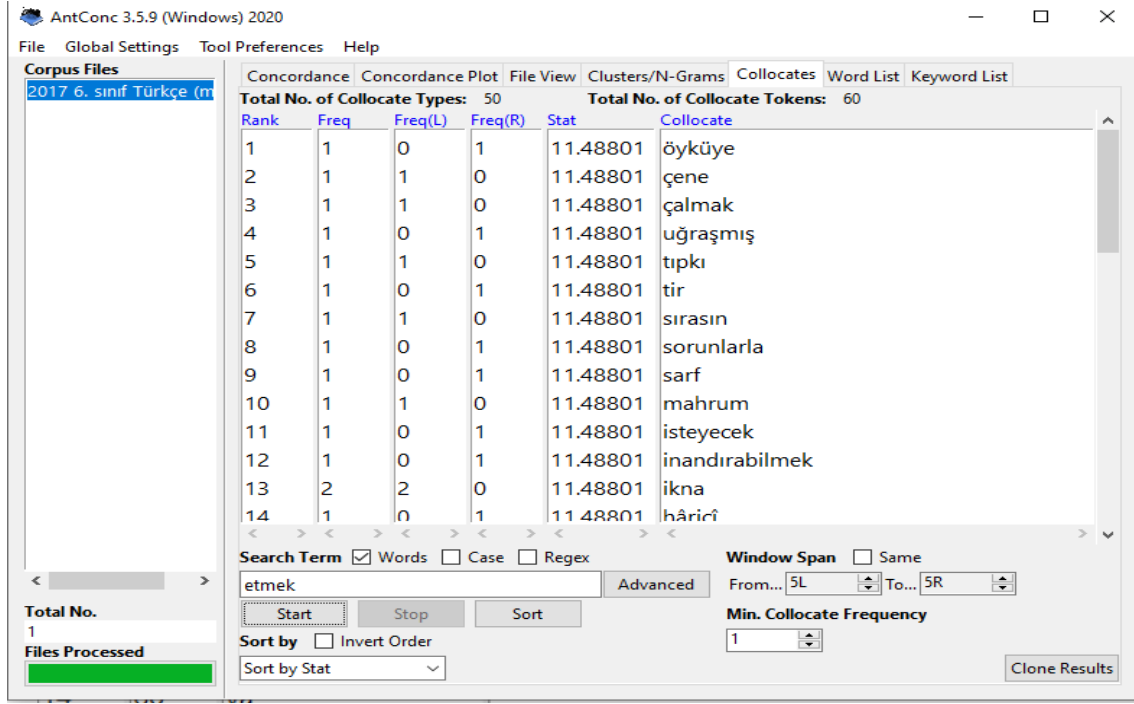 AntConc 3.5.9 (Windows) 2020
File Global Settings Tool Preferences Help
Corpus Files
2017 6. sınıf Türkçe (m
Total No.
1
Files Processed
Concordance Concordance Plot File View Clusters/N-Grams Collocates Word List Keyword List
Total No. of Collocate Types: 50 Total No. of Collocate Tokens: 60
Rank Freq Freq(L) Freq(R) Stat Collocate
1 1 0 1 11.48801 öyküye
2 1 1 0 11.48801 çene
3 1 1 0 11.48801 çalmak
4 1 0 1 11.48801 uğraşmış
5 1 1 0 11.48801 tıpkı
6 1 0 1 11.48801 tir
7 1 1 0 11.48801 sırasın
8 1 0 1 11.48801 sorunlarla
9 1 0 1 11.48801 sarf
10 1 1 0 11.48801 mahrum
11 1 0 1 11.48801 isteyecek
12 1 0 1 11.48801 inandırabilmek
13 2 2 0 11.48801 ikna
14 1 0 1 11.48801 hâricî
Search Term Words Case Regex Window Span Same
etmek Advanced From... 5L To... 5R
Start Stop Sort Min. Collocate Frequency
Sort by Invert Order 1
Sort by Stat Clone Results